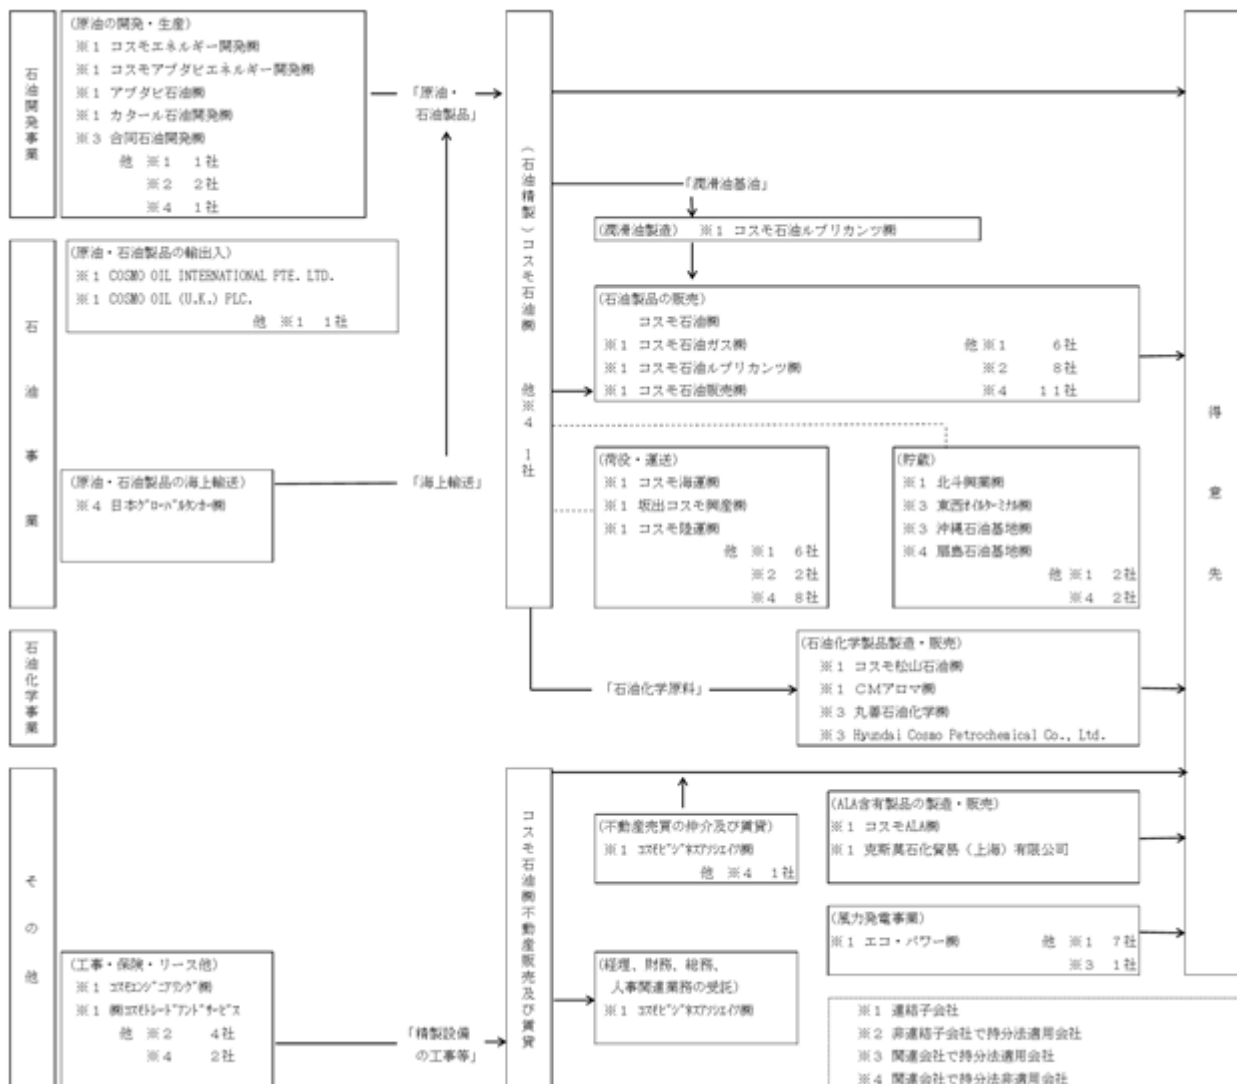 石油開発事業
(原油の開発・生産)
※1 コスモエネルギー開発㈱
※1 コスモアブダビエネルギー開発㈱
※1 アブダビ石油㈱
※1 カタール石油開発㈱
※3 合同石油開発㈱
他 ※1 1社
※2 2社
※4 1社
「原油・
石油製品」
(石油精製)コスモ石油㈱ 他※4 1社
得意先
「潤滑油基油」
(潤滑油製造) ※1 コスモ石油ルブリカンツ㈱
石油事業
(原油・石油製品の輸出入)
※1 COSMO OIL INTERNATIONAL PTE. LTD.
※1 COSMO OIL (U.K.) PLC.
他 ※1 1社
(石油製品の販売)
コスモ石油㈱
※1 コスモ石油ガス㈱ 他※1 6社
※1 コスモ石油ルブリカンツ㈱ ※2 8社
※1 コスモ石油販売㈱ ※4 11社
(原油・石油製品の海上輸送)
※4 日本グローバルタンカー㈱
「海上輸送」
(荷役・運送)
※1 コスモ海運㈱
※1 坂出コスモ興産㈱
※1 コスモ陸運㈱
他 ※1 6社
※2 2社
※4 8社
(貯蔵)
※1 北斗興業㈱
※3 東西オイルターミナル㈱
※3 沖縄石油基地㈱
※4 扇島石油基地㈱
他 ※1 2社
※4 2社
石油化学事業
「石油化学原料」
(石油化学製品製造・販売)
※1 コスモ松山石油㈱
※1 CMアロマ㈱
※3 丸善石油化学㈱
※3 Hyundai Cosmo Petrochemical Co., Ltd.
その他
コスモ石油㈱不動産販売及び賃貸
(不動産売買の仲介及び賃貸)
※1 コスモビジネスアソシエイツ㈱
他 ※4 1社
(ALA含有製品の製造・販売)
※1 コスモALA㈱
※1 克斯莫石化貿易(上海)有限公司
(風力発電事業)
※1 エコ・パワー㈱ 他 ※1 7社
※3 1社
(工事・保険・リース他)
※1 コスモエンジニアリング㈱
※1 ㈱コスモトレードアンドサービス
他 ※2 4社
※4 2社
「精製設備
の工事等」
(経理、財務、総務、
人事関連業務の受託)
※1 コスモビジネスアソシエイツ㈱
※1 連結子会社
※2 非連結子会社で持分法適用会社
※3 関連会社で持分法適用会社
※4 関連会社で持分法非適用会社